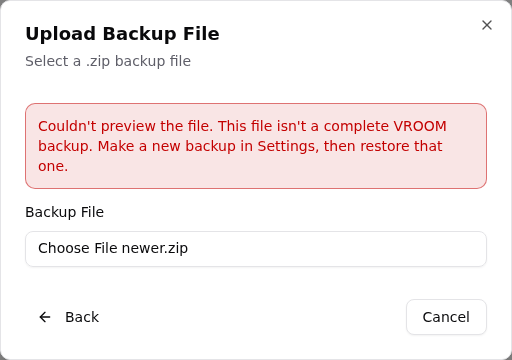 Upload Backup File
Select a .zip backup file
Couldn't preview the file. This file isn't a complete VROOM
backup. Make a new backup in Settings, then restore that
one.
Backup File
Choose File newer.zip
Back
Cancel